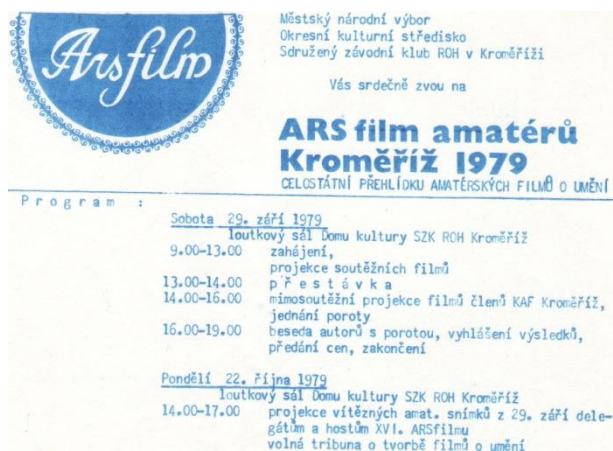 Arsfilm
Městský národní výbor
Okresní kulturní středisko
Sdružený závodní klub ROH v Kroměříži
Vás srdečně zvou na
ARS film amatérů
Kroměříž 1979
CELOSTÁTNÍ PŘEHLÍDKU AMATÉRSKÝCH FILMŮ O UMĚNÍ
Program :
Sobota 29. září 1979
loutkový sál Domu kultury SZK ROH Kroměříž
9.00-13.00 zahájení,
projekce soutěžních filmů
13.00-14.00 přestávka
14.00-16.00 mimosoutěžní projekce filmů členů KAF Kroměříž,
jednání poroty
16.00-19.00 beseda autorů s porotou, vyhlášení výsledků,
předání cen, zakončení
Pondělí 22. října 1979
loutkový sál Domu kultury SZK ROH Kroměříž
14.00-17.00 projekce vítězných amat. snímků z 29. září dele-
gátům a hostům XVI. ARSfilmu
volná tribuna o tvorbě filmů o umění